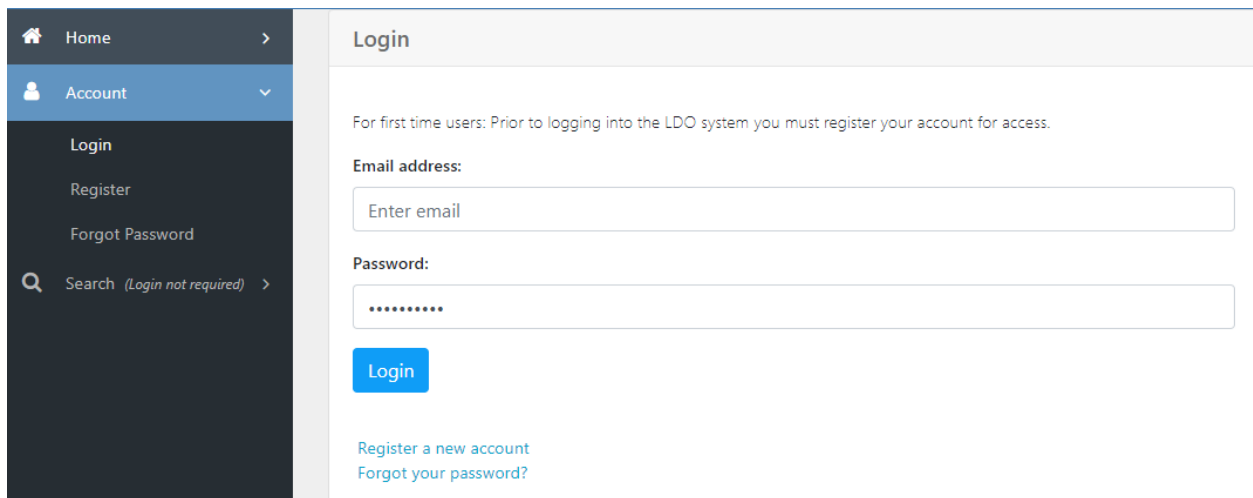 Home
Account
Login
Register
Forgot Password
Search (Login not required)
Login
For first time users: Prior to logging into the LDO system you must register your account for access.
Email address:
Enter email
Password:
••••••••••
Login
Register a new account
Forgot your password?